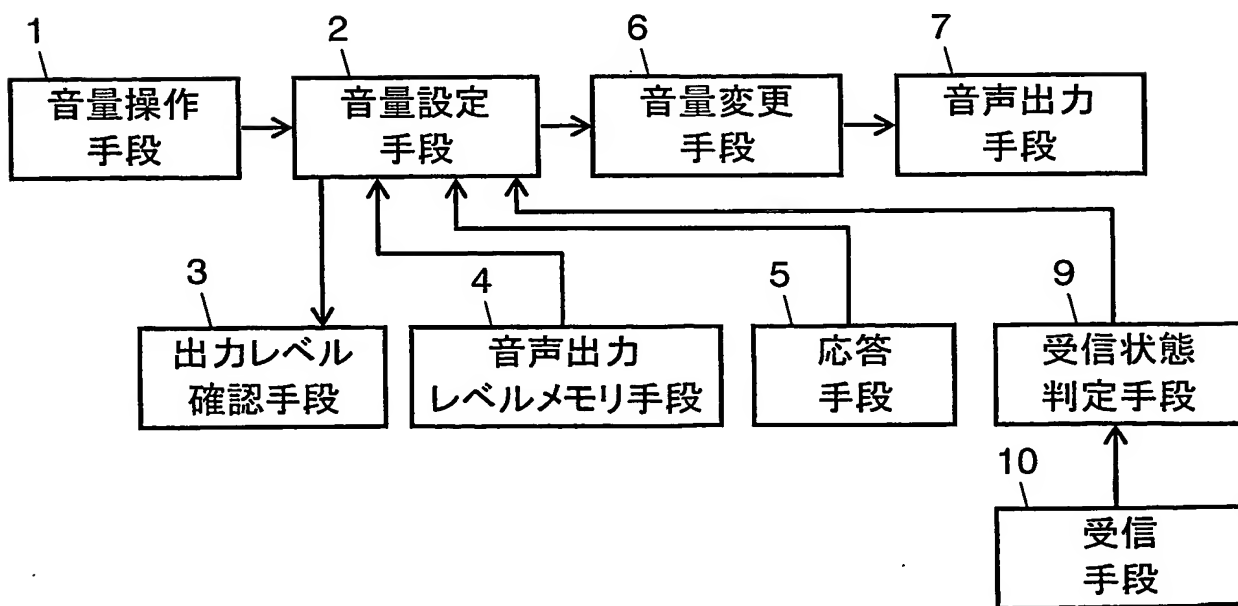 1
音量操作
手段
2
音量設定
手段
6
音量変更
手段
7
音声出力
手段
3
出力レベル
確認手段
4
音声出力
レベルメモリ手段
5
応答
手段
9
受信状態
判定手段
10
受信
手段